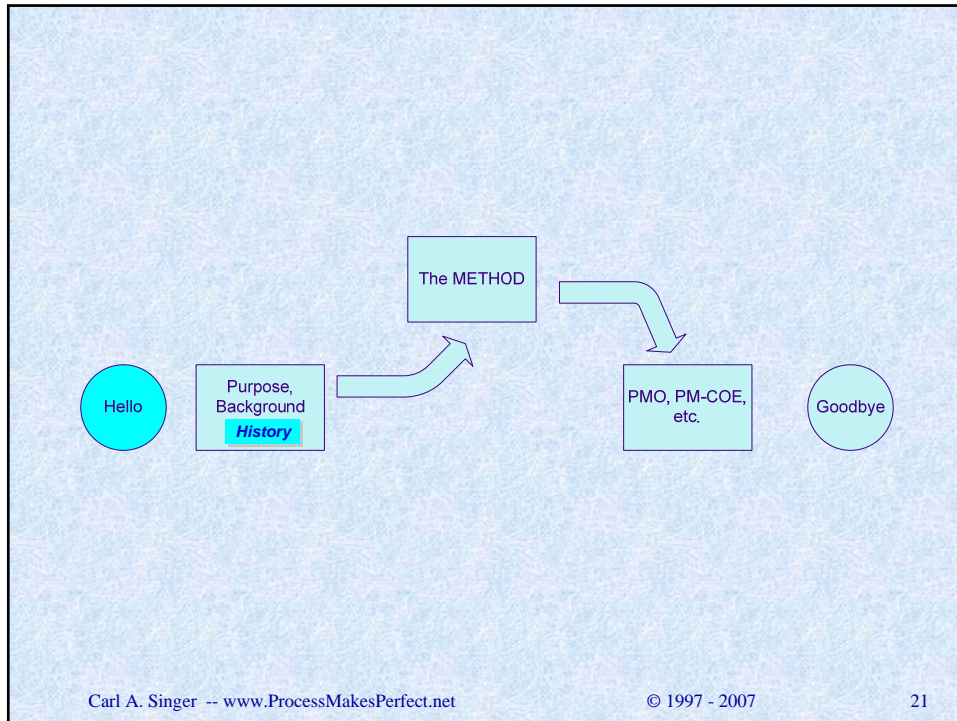 The METHOD
Hello
Purpose,
Background
History
PMO, PM-COE,
etc.
Goodbye
Carl A. Singer -- www.ProcessMakesPerfect.net © 1997 - 2007 21